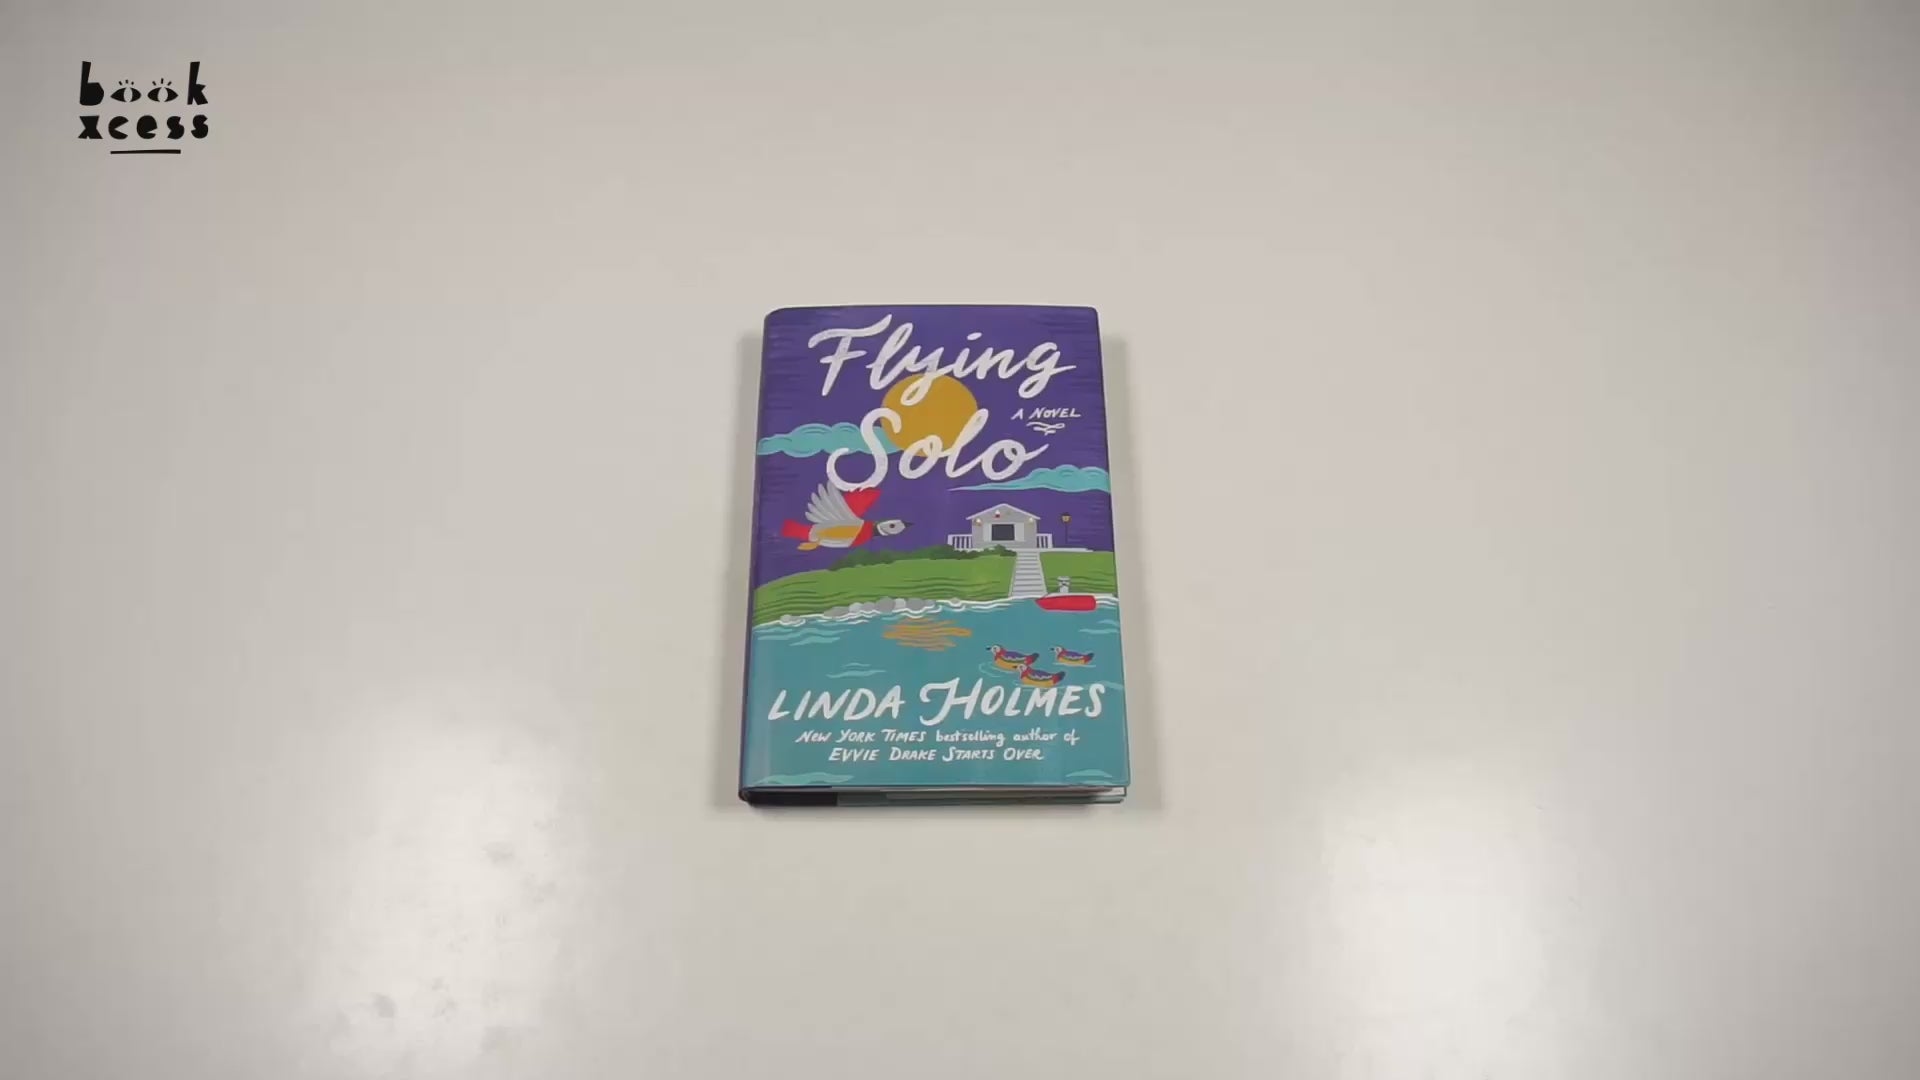 book
xcess
Flying
Solo
A NOVEL
LINDA HOLMES
NEW YORK TIMES bestselling author of
EVVIE DRAKE STARTS OVER